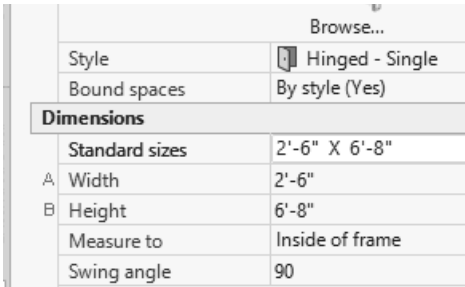 Browse...
Style Hinged - Single
Bound spaces By style (Yes)
Dimensions
Standard sizes 2'-6" X 6'-8"
A Width 2'-6"
B Height 6'-8"
Measure to Inside of frame
Swing angle 90